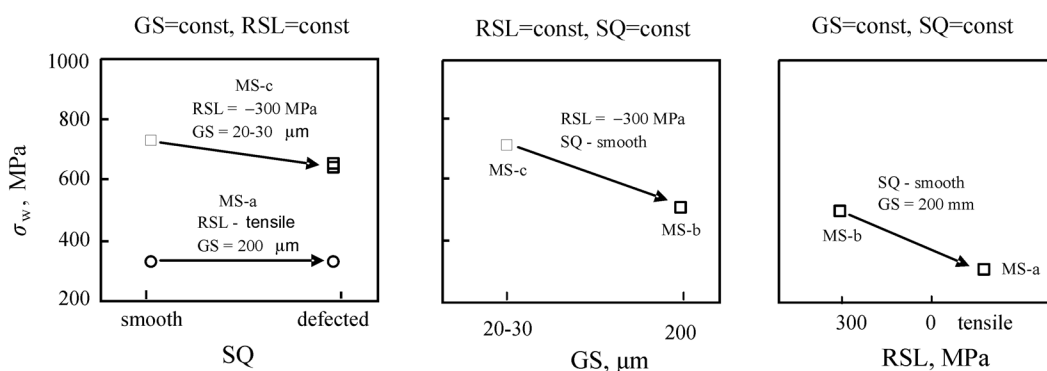 GS=const, RSL=const
1000
800
600
400
200
σw, MPa
MS-c
RSL = –300 MPa
GS = 20-30 μm
MS-a
RSL - tensile
GS = 200 μm
smooth
defected
SQ
RSL=const, SQ=const
RSL = –300 MPa
SQ - smooth
MS-c
MS-b
20-30
200
GS, μm
GS=const, SQ=const
SQ - smooth
GS = 200 mm
MS-b
MS-a
300
0
tensile
RSL, MPa